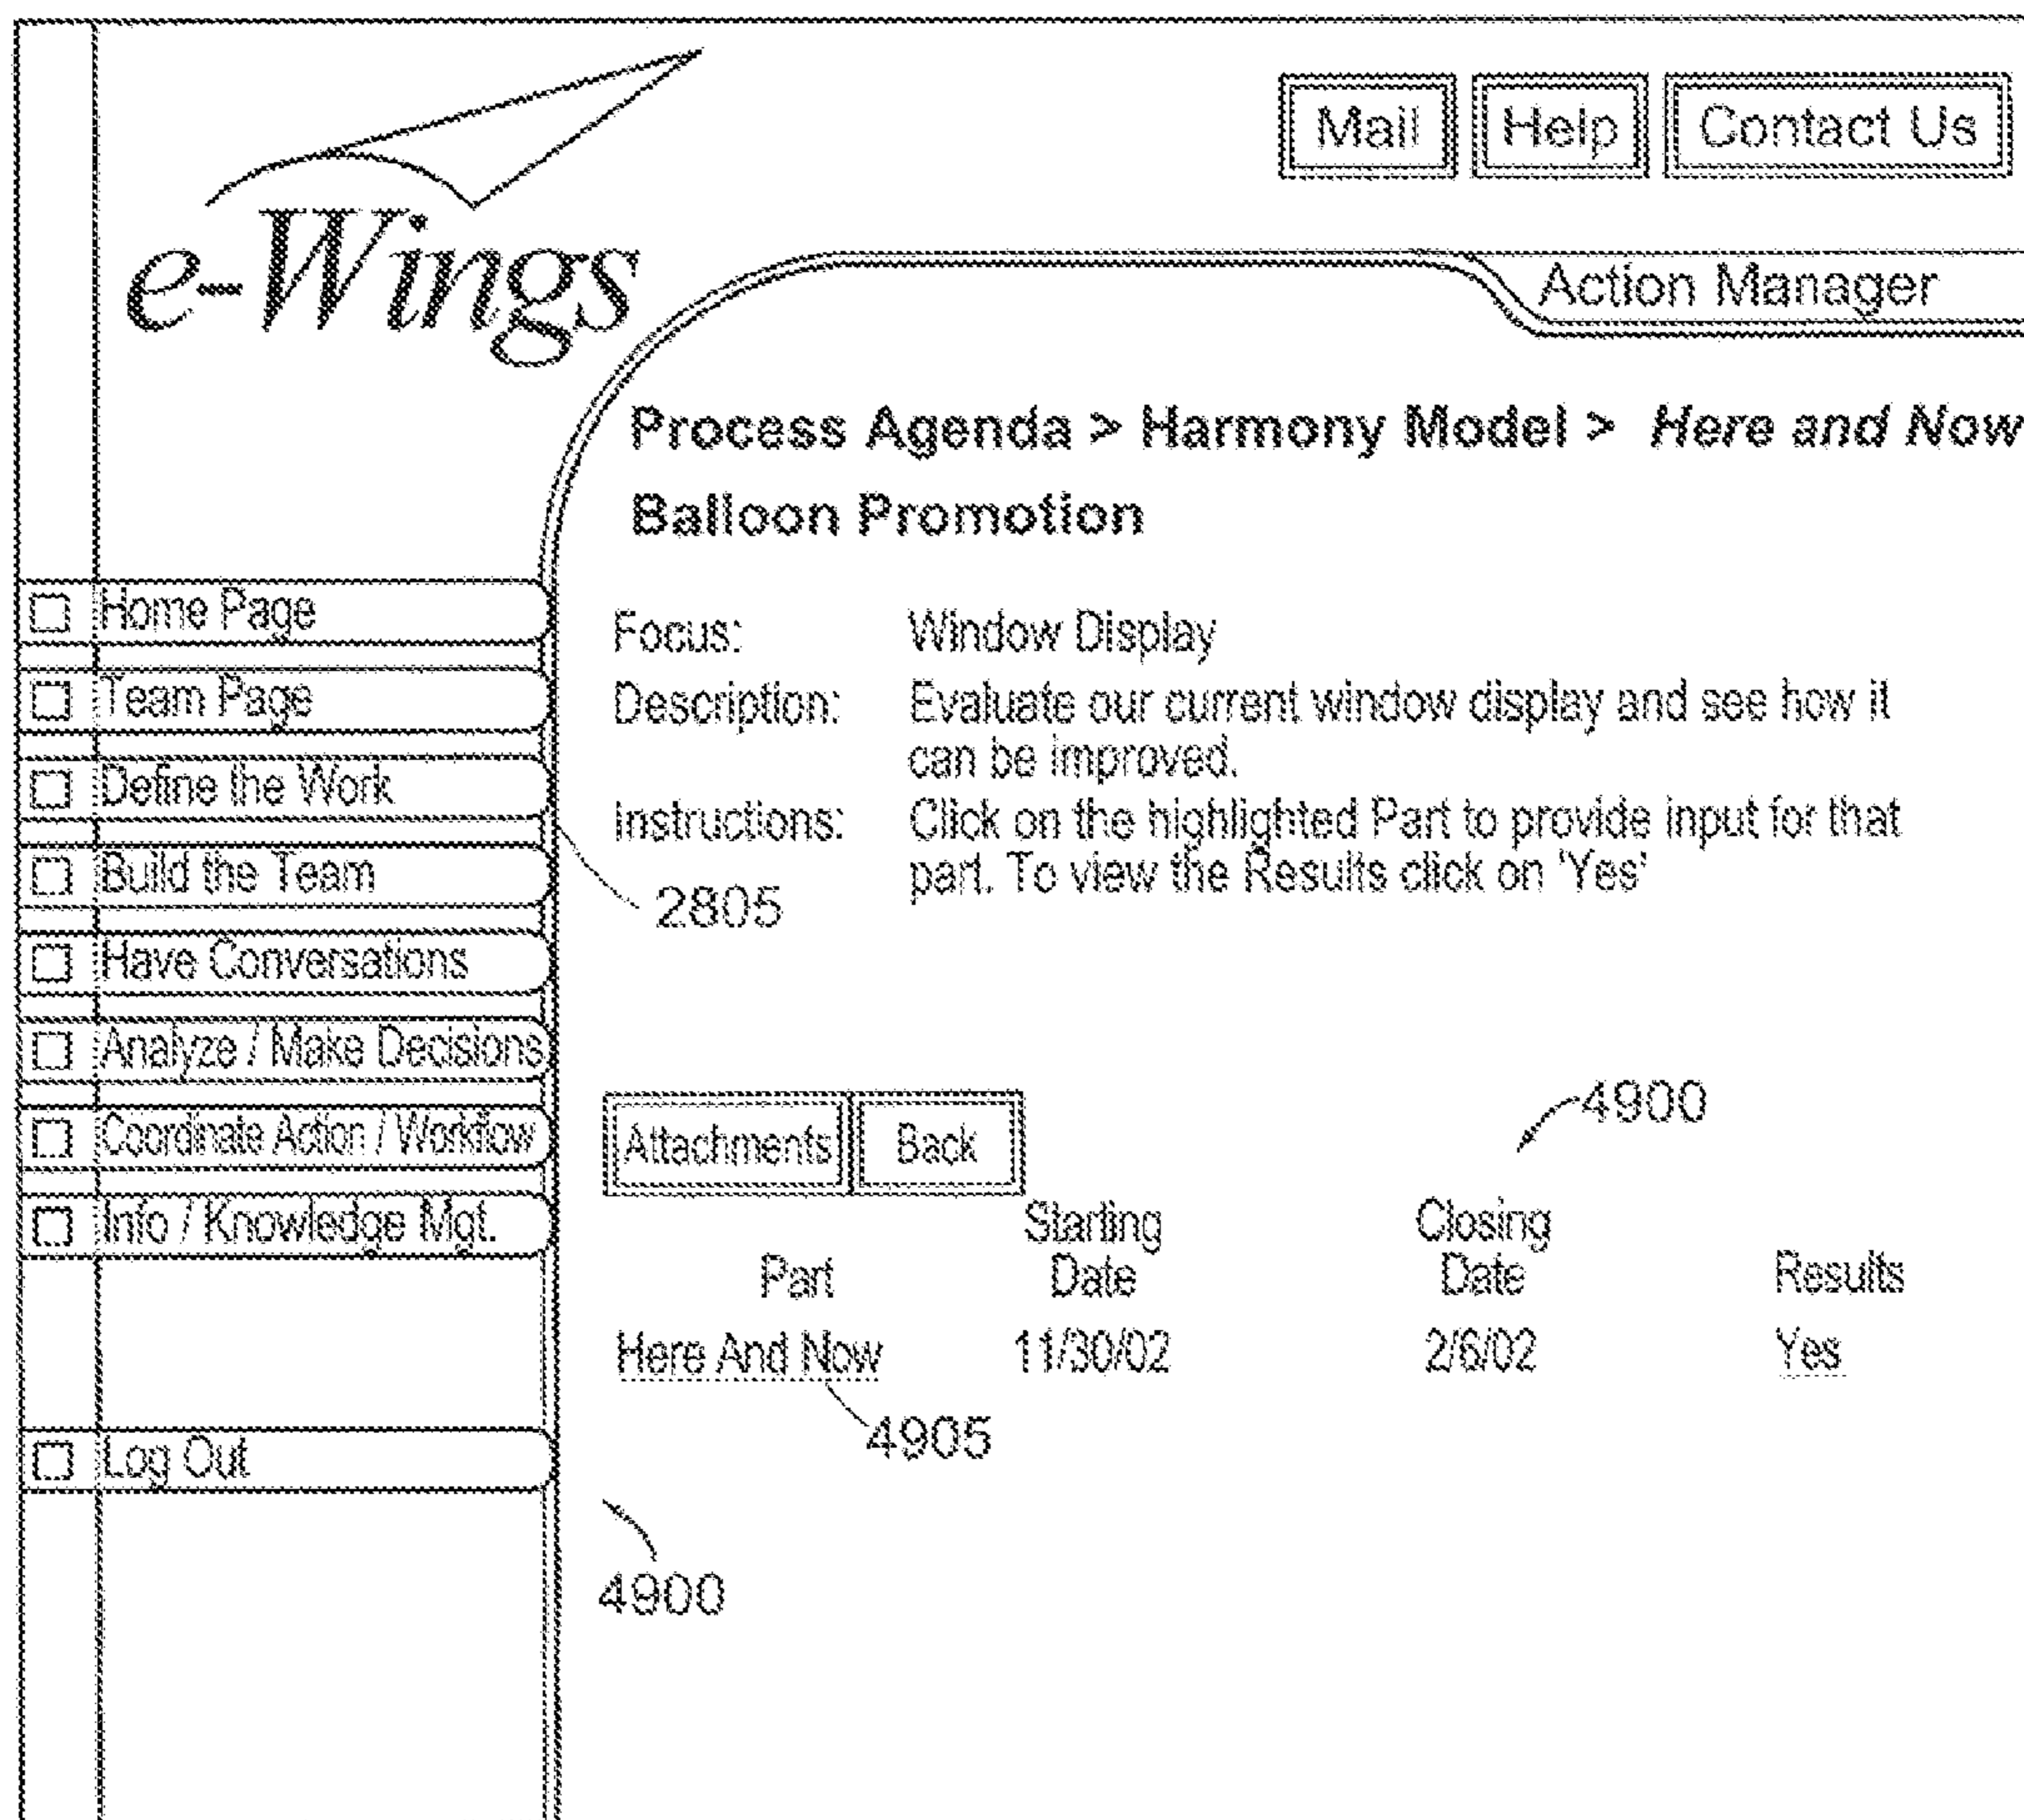 Mail Help Contact Us
e-Wings
Action Manager
Process Agenda > Harmony Model > Here and Now
Balloon Promotion
Home Page
Team Page
Define the Work
Build the Team
Have Conversations
Analyze / Make Decisions
Coordinate Action / Workflow
Info / Knowledge Mgt.
Log Out
Focus: Window Display
Description: Evaluate our current window display and see how it
can be improved.
Instructions: Click on the highlighted Part to provide input for that
part. To view the Results click on 'Yes'
2805
4900
Attachments Back
Starting Closing
Part Date Date Results
Here And Now 11/30/02 2/6/02 Yes
4905
4900